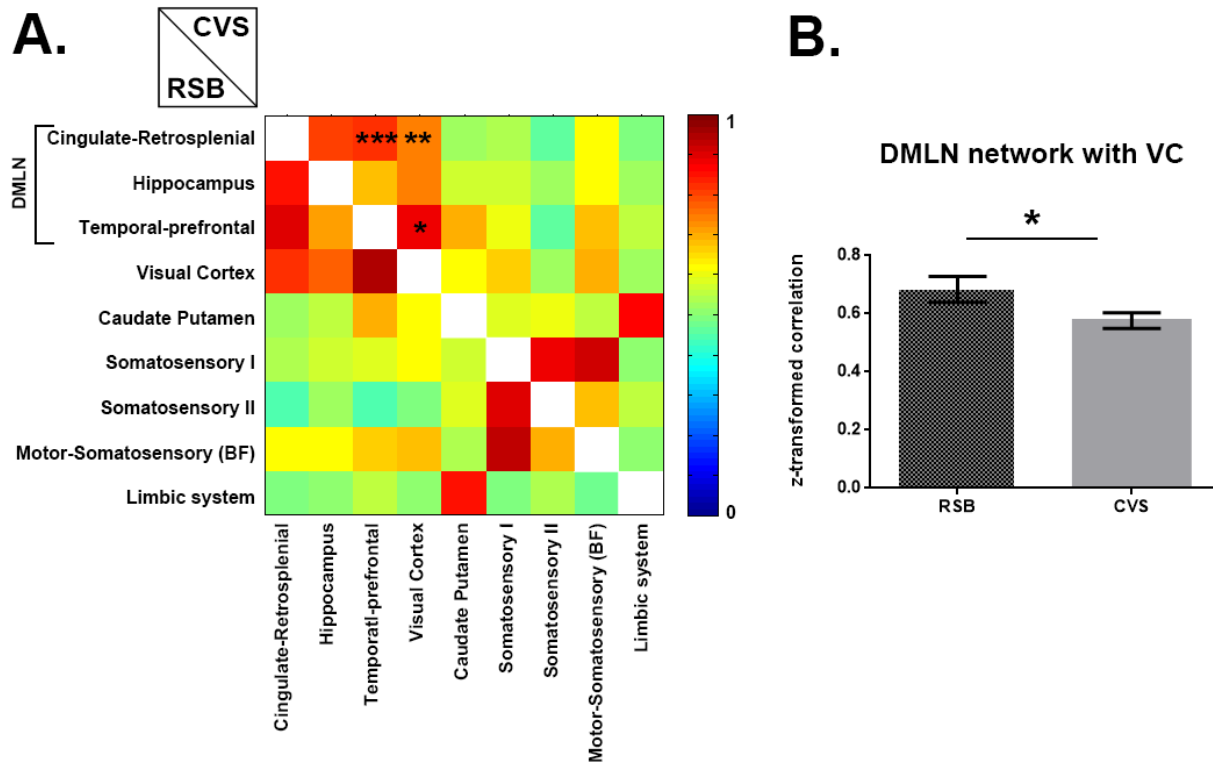 A.
CVS
RSB
DMLN
Cingulate-Retrosplenial
Hippocampus
Temporal-prefrontal
Visual Cortex
Caudate Putamen
Somatosensory I
Somatosensory II
Motor-Somatosensory (BF)
Limbic system
*** **
*
1
0
Cingulate-Retrosplenial
Hippocampus
Temporatl-prefrontal
Visual Cortex
Caudate Putamen
Somatosensory I
Somatosensory II
Motor-Somatosensory (BF)
Limbic system
B.
DMLN network with VC
*
z-transformed correlation
0.8
0.6
0.4
0.2
0.0
RSB
CVS